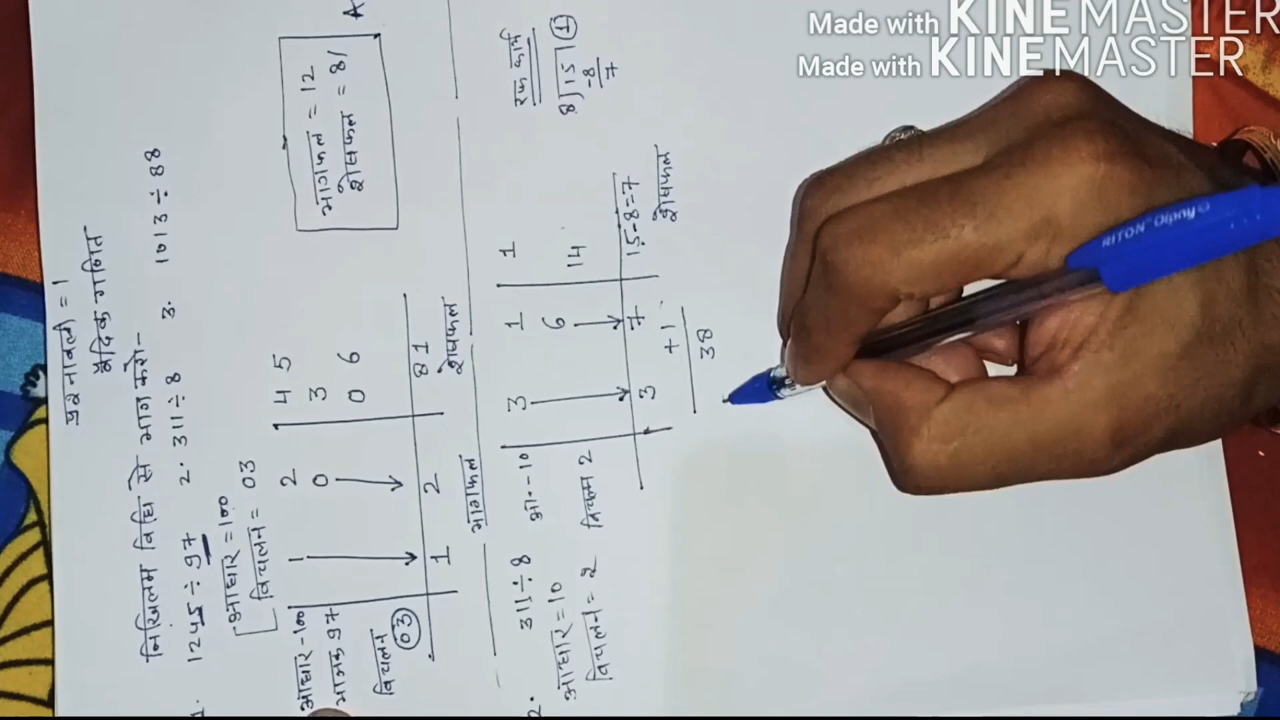 Made with KINEMASTER
Made with KINEMASTER
प्रश्नावली = 1
वैदिक गणित
निखिलम विधि से भाग करो-
1. 1245 ÷ 97 2. 311 ÷ 8 3. 1013 ÷ 88
आधार = 100
विचलन = 03
आधार-100 1 2 4 5
भाजक 97 0 3
विचलन 03 0 6
1 2 81
भागफल शेषफल
भागफल = 12
शेषफल = 81
A
2. 311 ÷ 8 आ.-10 3 1 1
आधार = 10 6 14
विचलन = 2 विचलन 2
3 7 15-8=7
+1 शेषफल
38
रफ कार्य
8)15(1
-8
7
RITON Dipny